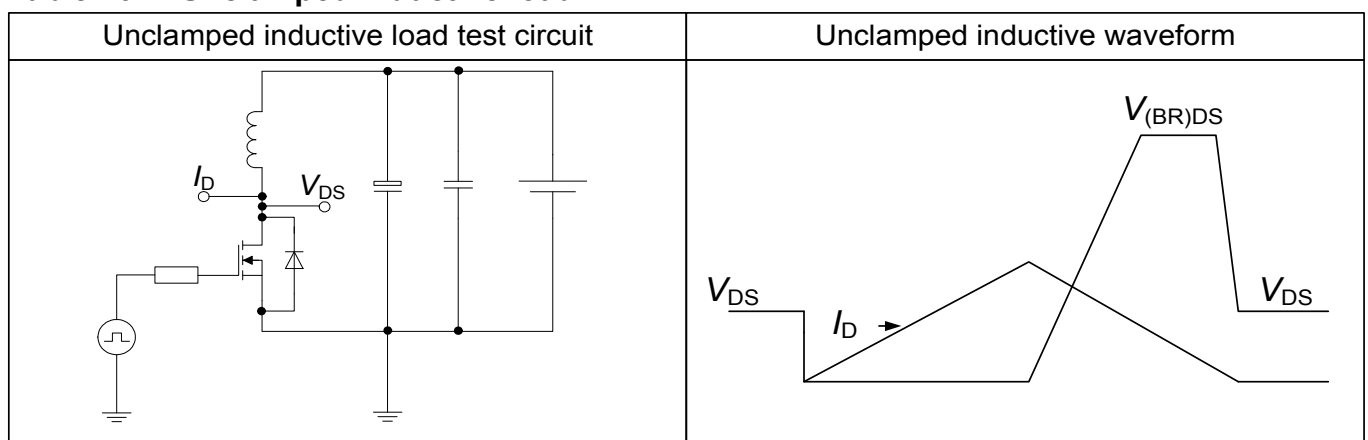 Unclamped inductive load test circuit
Unclamped inductive waveform
V(BR)DS
ID
VDS
VDS
ID
VDS